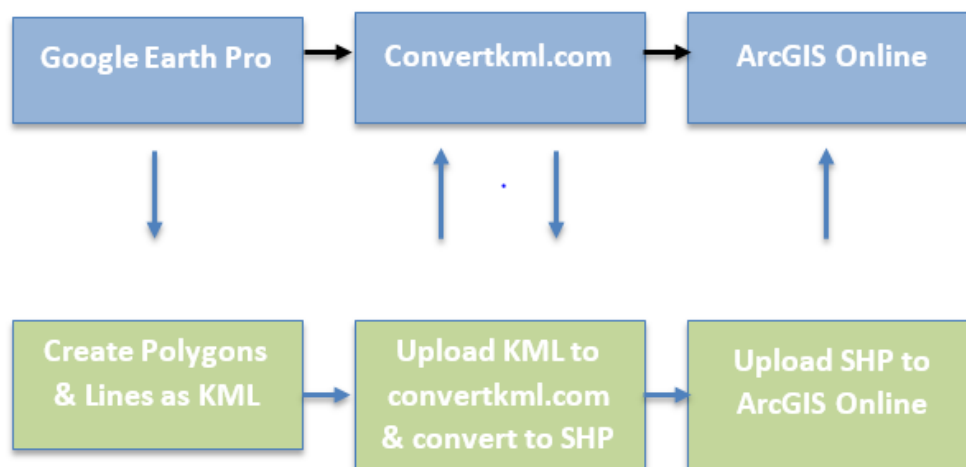 Google Earth Pro
Convertkml.com
ArcGIS Online
Create Polygons
& Lines as KML
Upload KML to
convertkml.com
& convert to SHP
Upload SHP to
ArcGIS Online